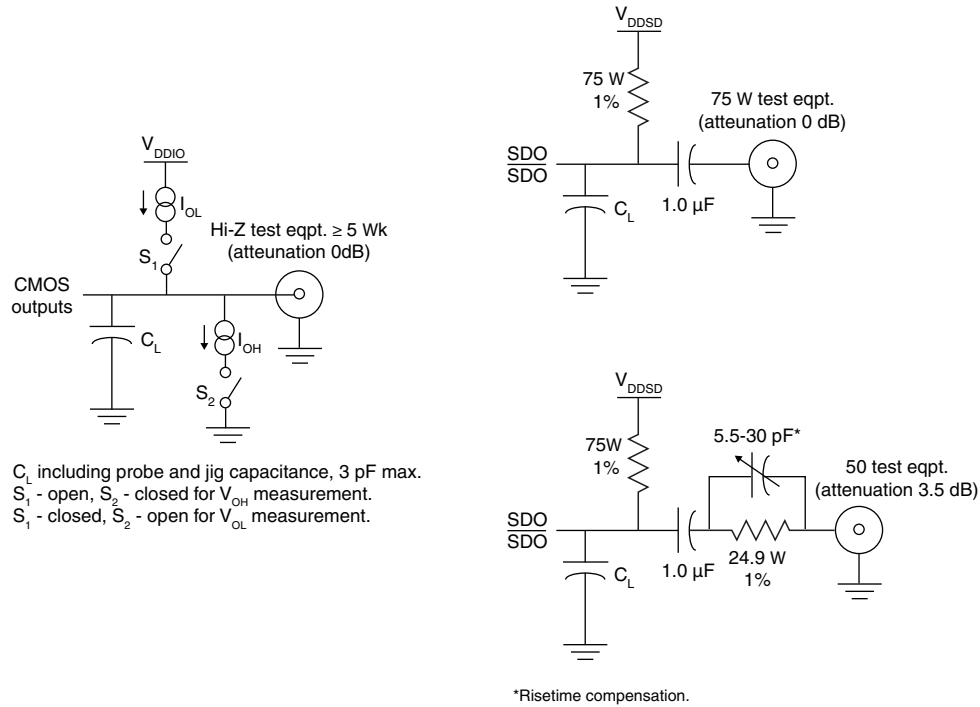 V_DDIO
I_OL
S_1
Hi-Z test eqpt. ≥ 5 Wk
(atteunation 0dB)
CMOS
outputs
C_L
I_OH
S_2
C_L including probe and jig capacitance, 3 pF max.
S_1 - open, S_2 - closed for V_OH measurement.
S_1 - closed, S_2 - open for V_OL measurement.
V_DDSD
75 W
1%
75 W test eqpt.
(atteunation 0 dB)
SDO
SDO
C_L
1.0 µF
V_DDSD
75W
1%
5.5-30 pF*
50 test eqpt.
(attenuation 3.5 dB)
SDO
SDO
C_L
1.0 µF
24.9 W
1%
*Risetime compensation.